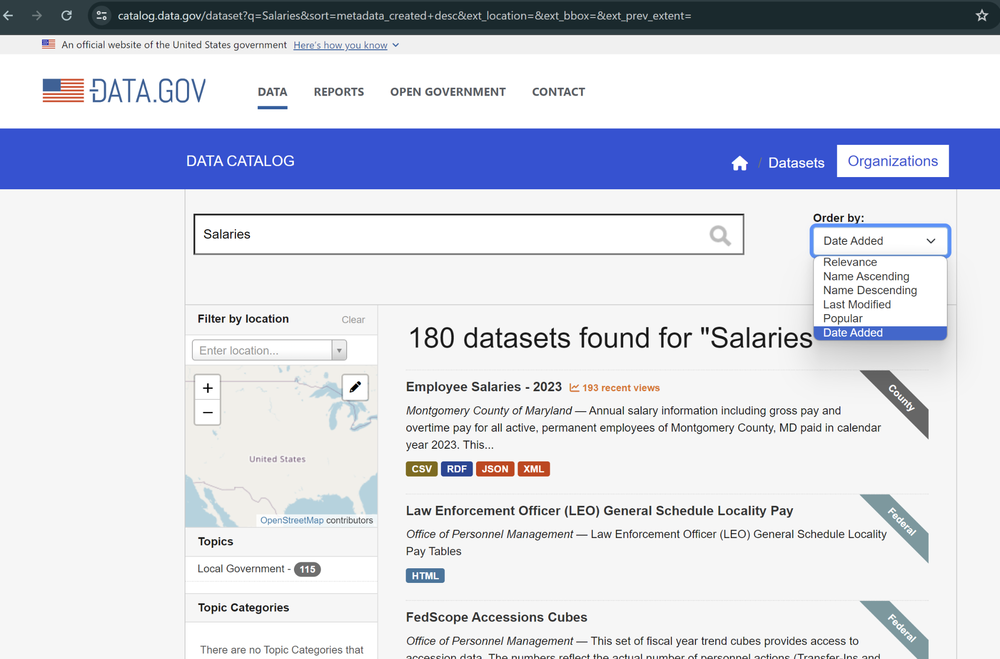 catalog.data.gov/dataset?q=Salaries&sort=metadata_created+desc&ext_location=&ext_bbox=&ext_prev_extent=
An official website of the United States government Here's how you know
DATA.GOV
DATA REPORTS OPEN GOVERNMENT CONTACT
DATA CATALOG
/ Datasets Organizations
Salaries
Order by:
Date Added
Relevance
Name Ascending
Name Descending
Last Modified
Popular
Date Added
Filter by location Clear
Enter location...
+
−
United States
OpenStreetMap contributors
Topics
Local Government - 115
Topic Categories
There are no Topic Categories that
180 datasets found for "Salaries
Employee Salaries - 2023 193 recent views
County
Montgomery County of Maryland — Annual salary information including gross pay and
overtime pay for all active, permanent employees of Montgomery County, MD paid in calendar
year 2023. This...
CSV RDF JSON XML
Law Enforcement Officer (LEO) General Schedule Locality Pay
Federal
Office of Personnel Management — Law Enforcement Officer (LEO) General Schedule Locality
Pay Tables
HTML
FedScope Accessions Cubes
Federal
Office of Personnel Management — This set of fiscal year trend cubes provides access to
accession data. The numbers reflect the actual number of personnel actions (Transfer-Ins and